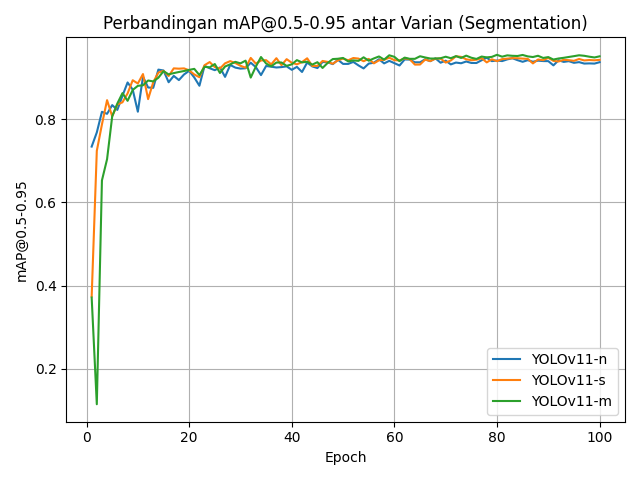 Perbandingan mAP@0.5-0.95 antar Varian (Segmentation)
mAP@0.5-0.95
0.8
0.6
0.4
0.2
0 20 40 60 80 100
Epoch
YOLOv11-n
YOLOv11-s
YOLOv11-m